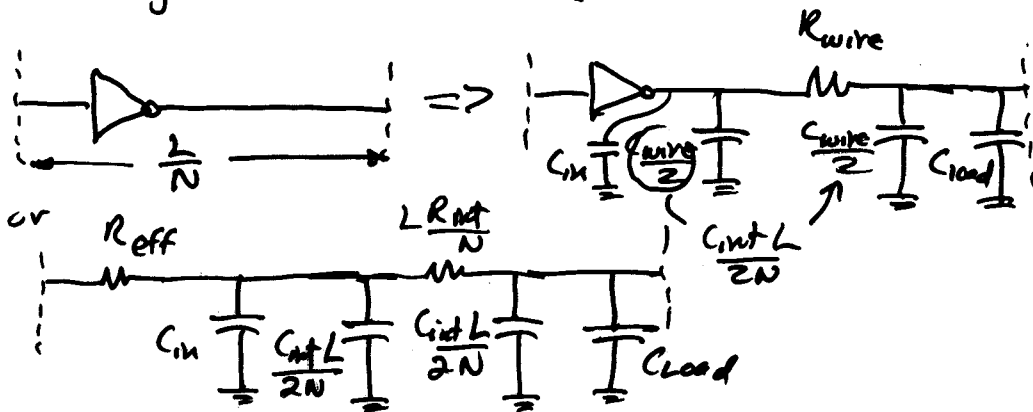 R_wire
=>
L/N
C_in
C_wire/2
C_wire/2
C_load
or
R_eff
L R_int/N
C_int L/2N
C_in
C_int L/2N
C_int L/2N
C_Load